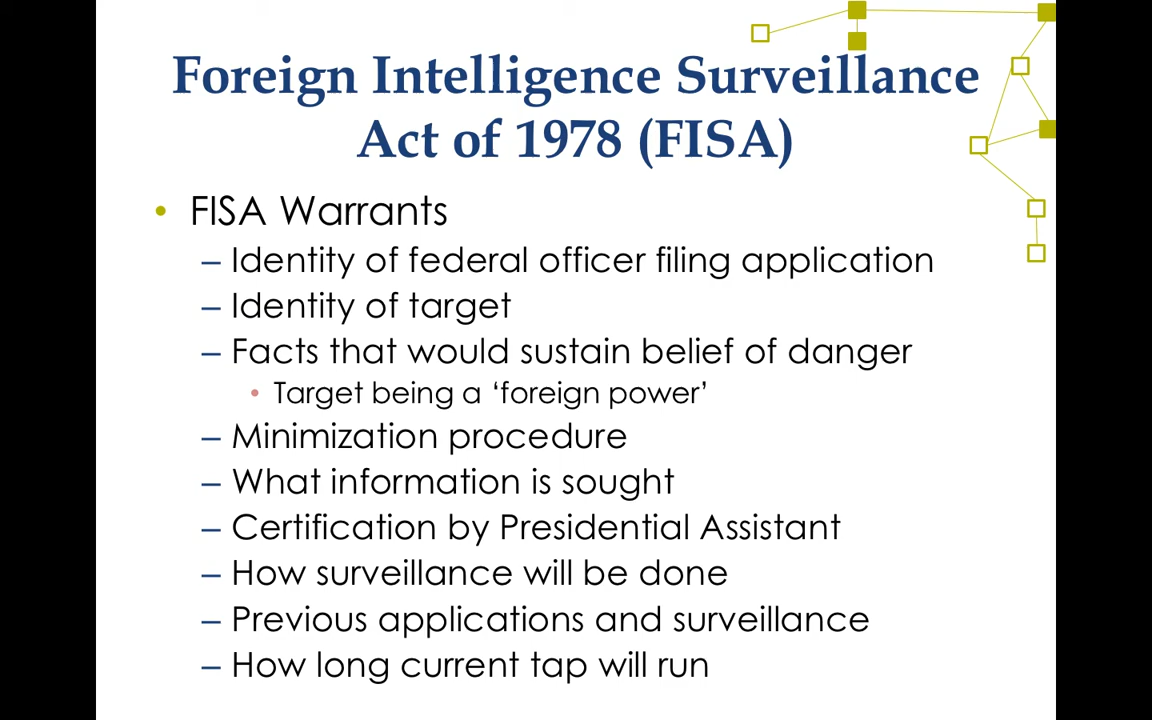 Foreign Intelligence Surveillance
Act of 1978 (FISA)
• FISA Warrants
– Identity of federal officer filing application
– Identity of target
– Facts that would sustain belief of danger
• Target being a ‘foreign power’
– Minimization procedure
– What information is sought
– Certification by Presidential Assistant
– How surveillance will be done
– Previous applications and surveillance
– How long current tap will run